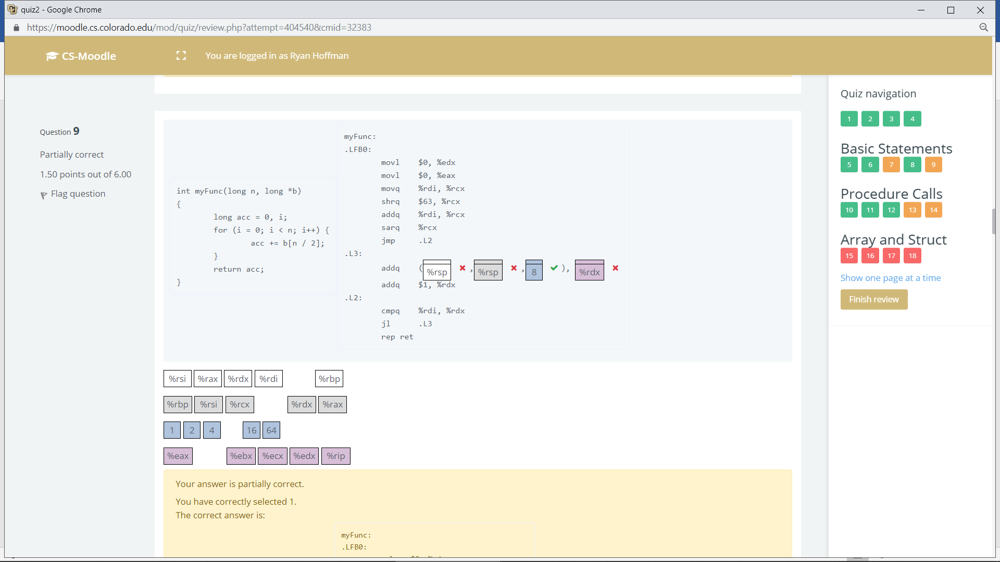 quiz2 - Google Chrome
https://moodle.cs.colorado.edu/mod/quiz/review.php?attempt=404540&cmid=32383
CS-Moodle
You are logged in as Ryan Hoffman
Question 9
Partially correct
1.50 points out of 6.00
Flag question
int myFunc(long n, long *b)
{
long acc = 0, i;
for (i = 0; i < n; i++) {
acc += b[n / 2];
}
return acc;
}
myFunc:
.LFB0:
movl $0, %edx
movl $0, %eax
movq %rdi, %rcx
shrq $63, %rcx
addq %rdi, %rcx
sarq %rcx
jmp .L2
.L3:
addq (%rsp ,%rsp ,8 ), %rdx
addq $1, %rdx
.L2:
cmpq %rdi, %rdx
jl .L3
rep ret
%rsi %rax %rdx %rdi %rbp
%rbp %rsi %rcx %rdx %rax
1 2 4 16 64
%eax %ebx %ecx %edx %rip
Your answer is partially correct.
You have correctly selected 1.
The correct answer is:
myFunc:
.LFB0:
Quiz navigation
1 2 3 4
Basic Statements
5 6 7 8 9
Procedure Calls
10 11 12 13 14
Array and Struct
15 16 17 18
Show one page at a time
Finish review